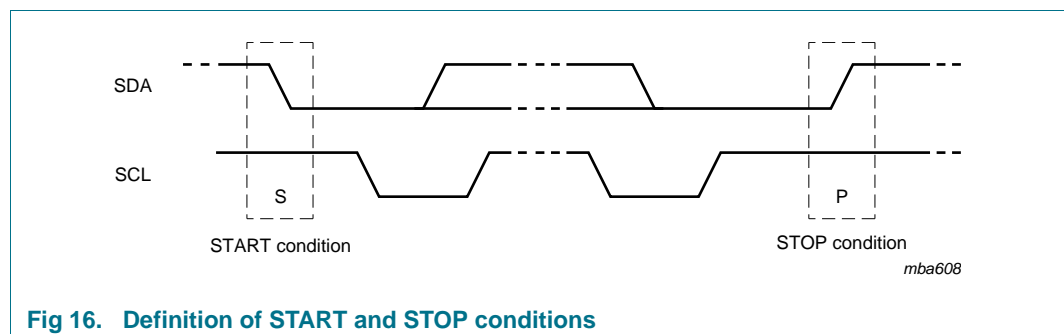 SDA
SCL
S
P
START condition
STOP condition
mba608
Fig 16. Definition of START and STOP conditions